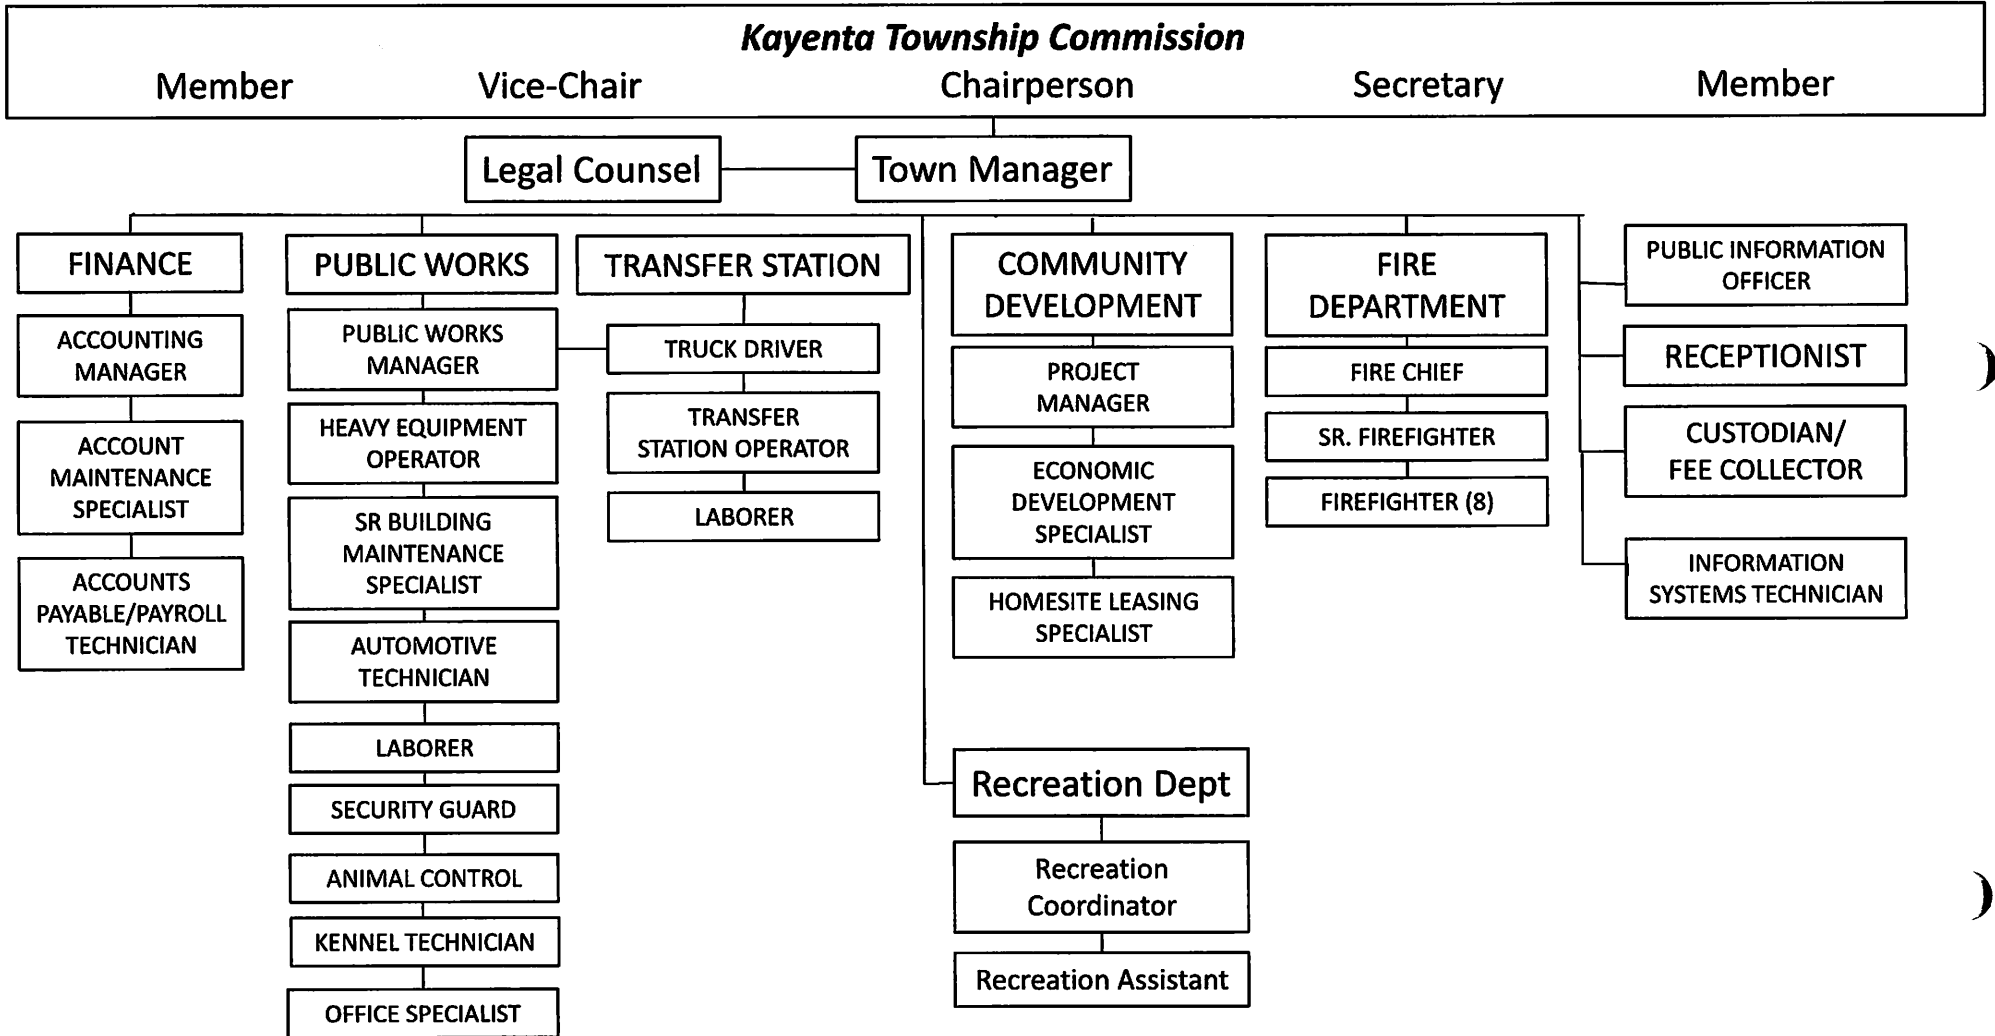 Kayenta Township Commission
Member Vice-Chair Chairperson Secretary Member
Legal Counsel Town Manager
FINANCE
ACCOUNTING
MANAGER
ACCOUNT
MAINTENANCE
SPECIALIST
ACCOUNTS
PAYABLE/PAYROLL
TECHNICIAN
PUBLIC WORKS
PUBLIC WORKS
MANAGER
HEAVY EQUIPMENT
OPERATOR
SR BUILDING
MAINTENANCE
SPECIALIST
AUTOMOTIVE
TECHNICIAN
LABORER
SECURITY GUARD
ANIMAL CONTROL
KENNEL TECHNICIAN
OFFICE SPECIALIST
TRANSFER STATION
TRUCK DRIVER
TRANSFER
STATION OPERATOR
LABORER
COMMUNITY
DEVELOPMENT
PROJECT
MANAGER
ECONOMIC
DEVELOPMENT
SPECIALIST
HOMESITE LEASING
SPECIALIST
Recreation Dept
Recreation
Coordinator
Recreation Assistant
FIRE
DEPARTMENT
FIRE CHIEF
SR. FIREFIGHTER
FIREFIGHTER (8)
PUBLIC INFORMATION
OFFICER
RECEPTIONIST
CUSTODIAN/
FEE COLLECTOR
INFORMATION
SYSTEMS TECHNICIAN